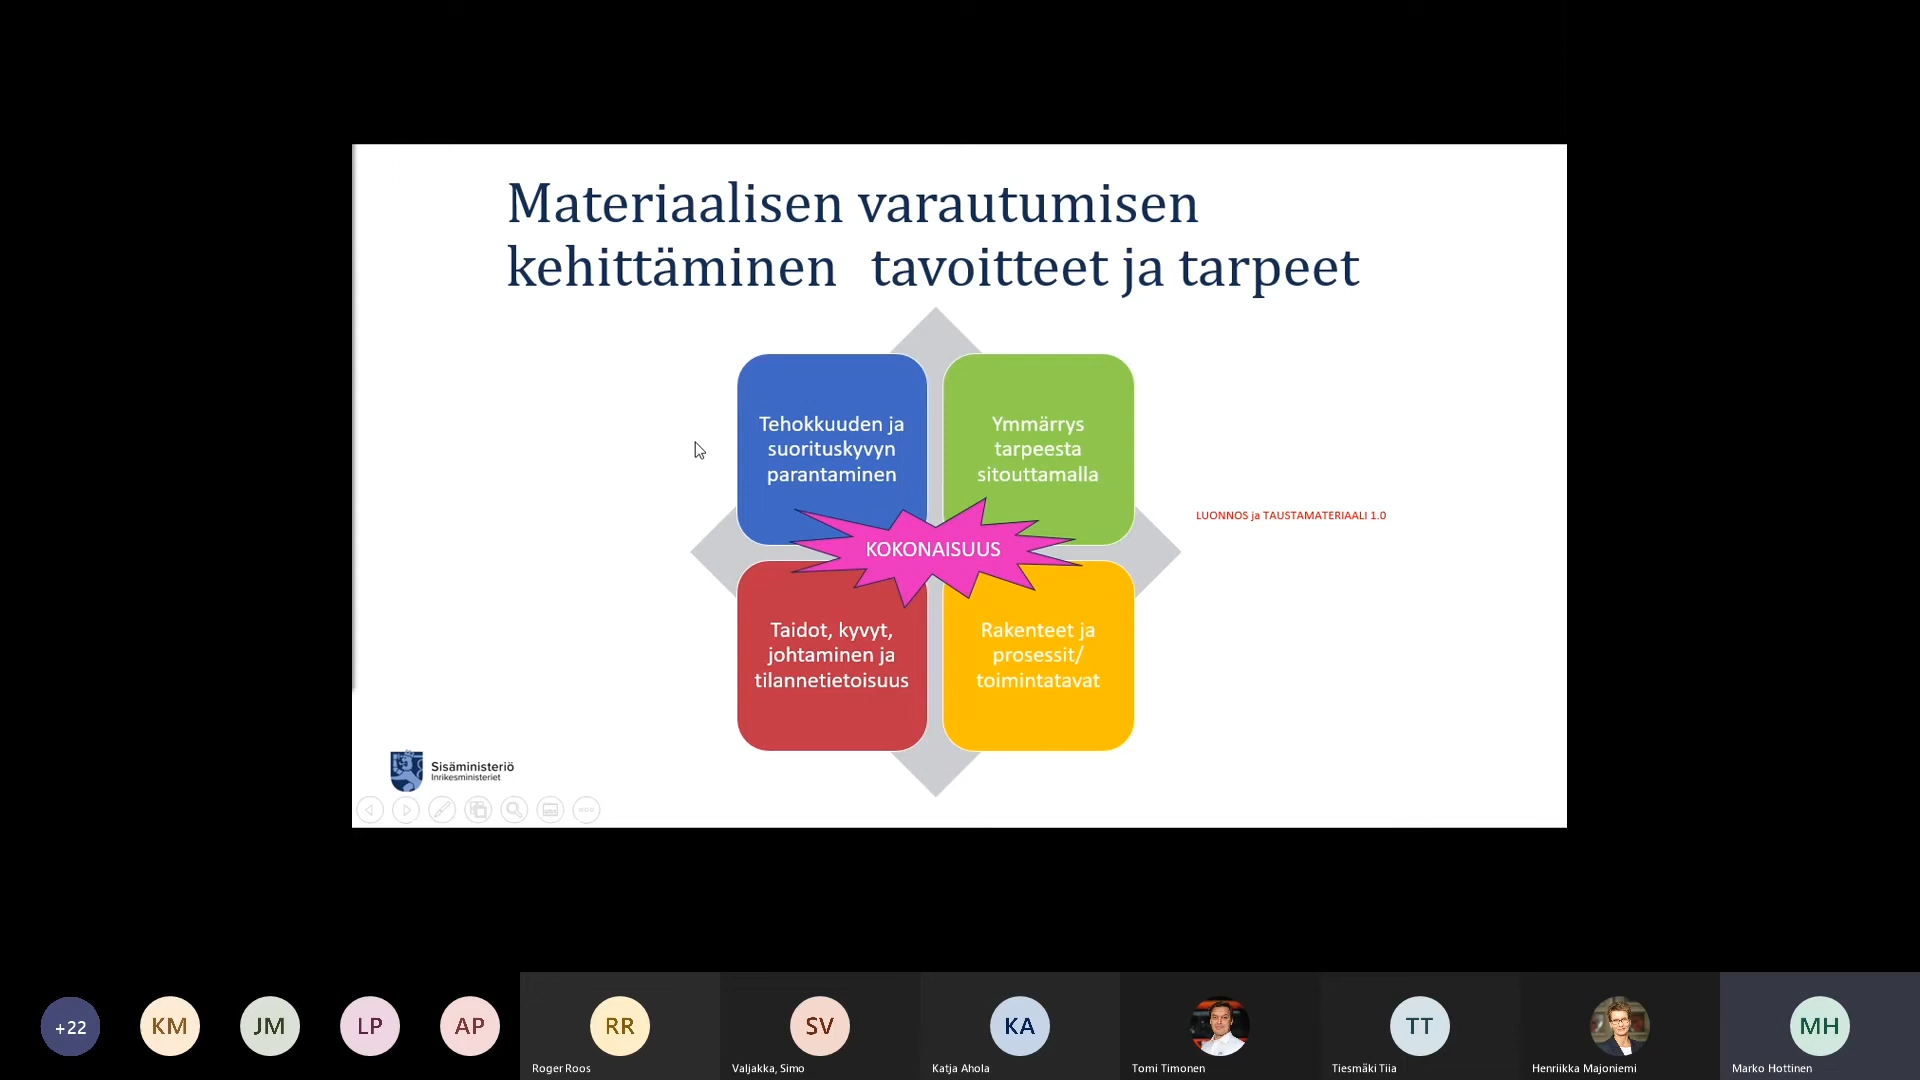 Materiaalisen varautumisen
kehittäminen tavoitteet ja tarpeet
Tehokkuuden ja
suorituskyvyn
parantaminen
Ymmärrys
tarpeesta
sitouttamalla
LUONNOS ja TAUSTAMATERIAALI 1.0
KOKONAISUUS
Taidot, kyvyt,
johtaminen ja
tilannetietoisuus
Rakenteet ja
prosessit/
toimintatavat
Sisäministeriö
Inrikesministeriet
+22
KM
JM
LP
AP
RR
SV
KA
TT
MH
Roger Roos
Valjakka, Simo
Katja Ahola
Tomi Timonen
Tiesmäki Tiia
Henriikka Majoniemi
Marko Hottinen